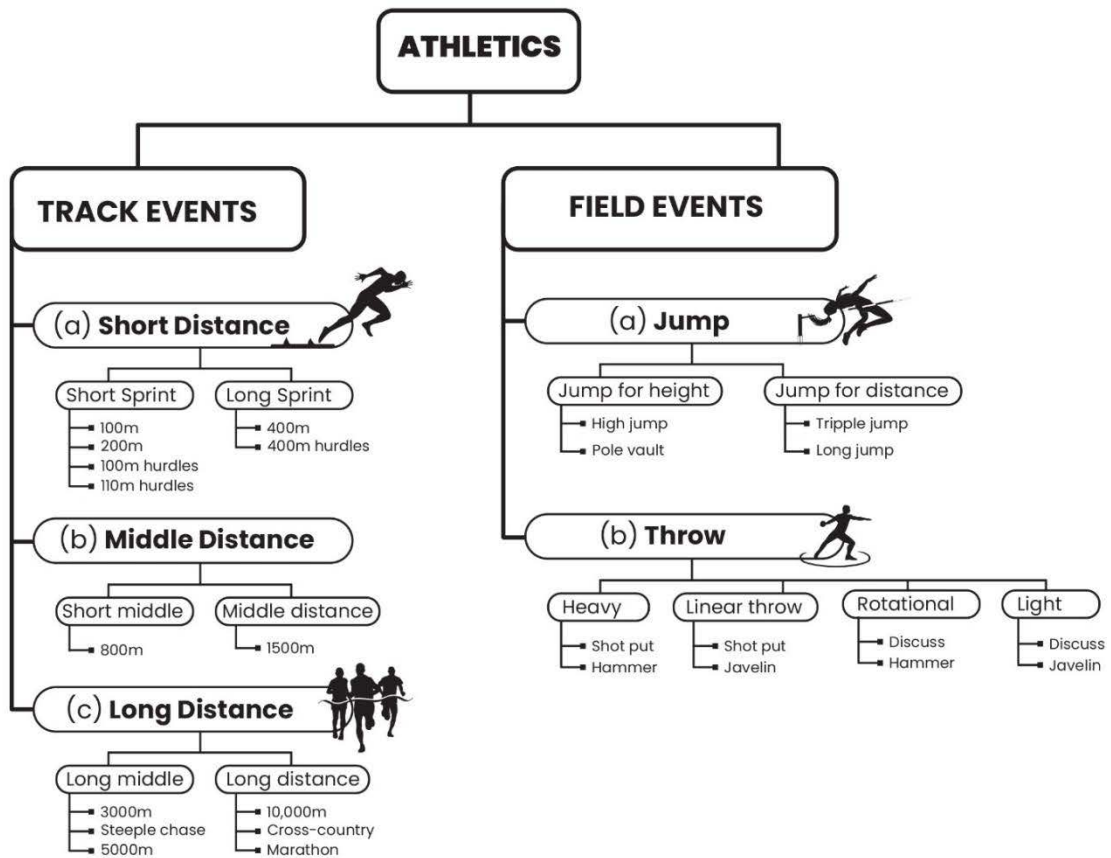 ATHLETICS
TRACK EVENTS
(a) Short Distance
Short Sprint
100m
200m
100m hurdles
110m hurdles
Long Sprint
400m
400m hurdles
(b) Middle Distance
Short middle
800m
Middle distance
1500m
(c) Long Distance
Long middle
3000m
Steeple chase
5000m
Long distance
10,000m
Cross-country
Marathon
FIELD EVENTS
(a) Jump
Jump for height
High jump
Pole vault
Jump for distance
Tripple jump
Long jump
(b) Throw
Heavy
Shot put
Hammer
Linear throw
Shot put
Javelin
Rotational
Discuss
Hammer
Light
Discuss
Javelin